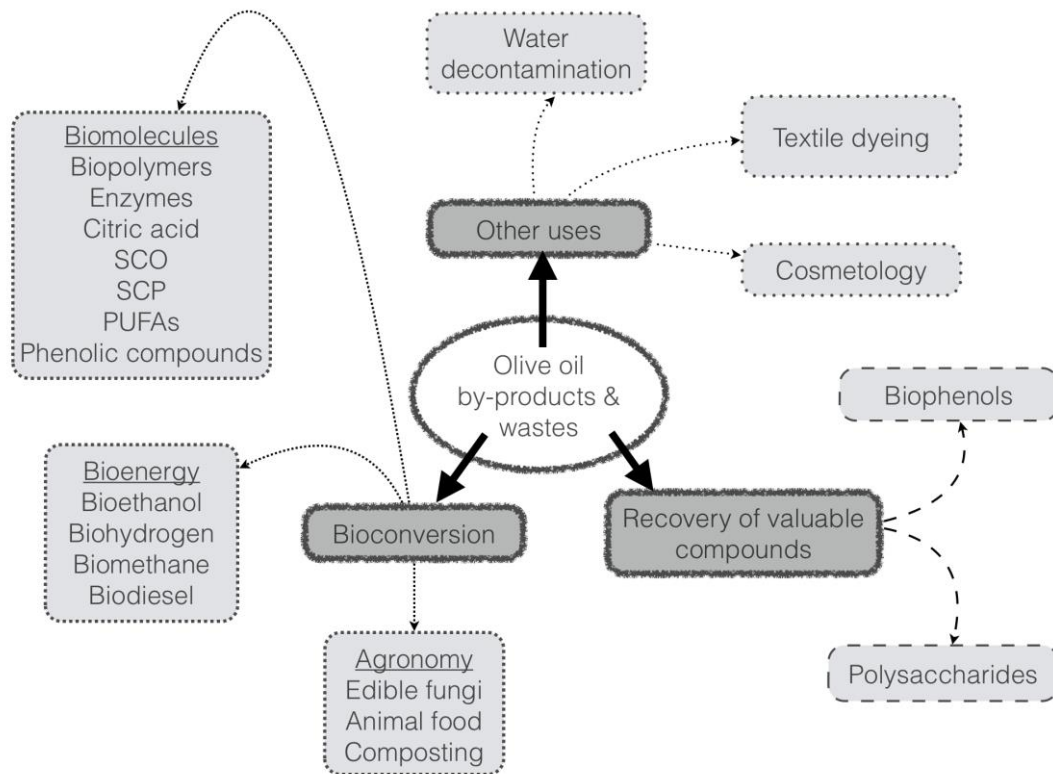 Water
decontamination
Textile dyeing
Cosmetology
Other uses
Biomolecules
Biopolymers
Enzymes
Citric acid
SCO
SCP
PUFAs
Phenolic compounds
Olive oil
by-products &
wastes
Biophenols
Recovery of valuable
compounds
Polysaccharides
Bioconversion
Bioenergy
Bioethanol
Biohydrogen
Biomethane
Biodiesel
Agronomy
Edible fungi
Animal food
Composting